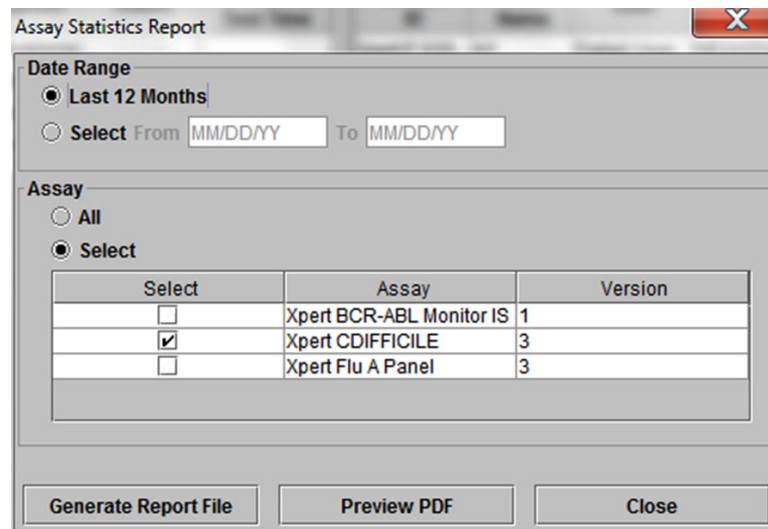 Assay Statistics Report
Date Range
Last 12 Months
Select From MM/DD/YY To MM/DD/YY
Assay
All
Select
Select Assay Version
Xpert BCR-ABL Monitor IS 1
Xpert CDIFFICILE 3
Xpert Flu A Panel 3
Generate Report File Preview PDF Close